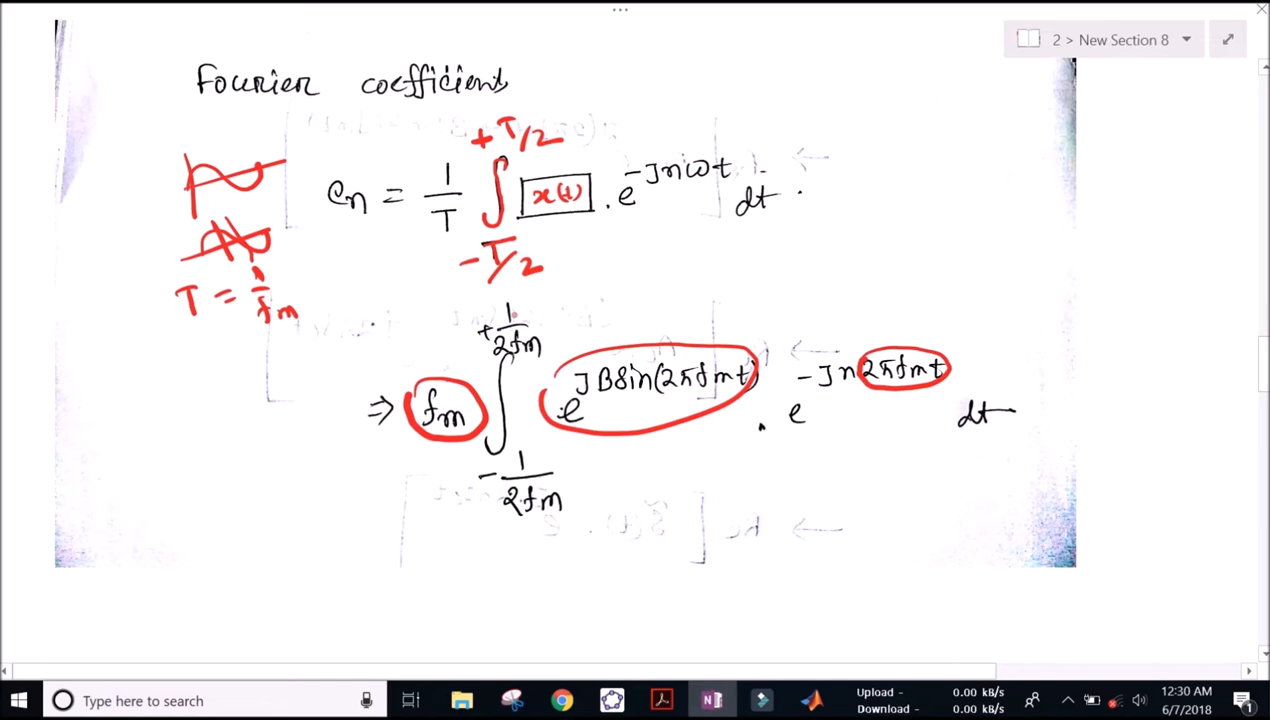 2 > New Section 8
Fourier coefficient
+T/2
Cn = 1/T ∫ x(t) . e^-Jnωt dt .
-T/2
T = 1/fm
+1/2fm
⇒ fm ∫ e^JBSin(2πfmt) . e^-Jn2πfmt dt
-1/2fm
Type here to search
Upload - 0.00 kB/s
Download - 0.00 kB/s
12:30 AM
6/7/2018